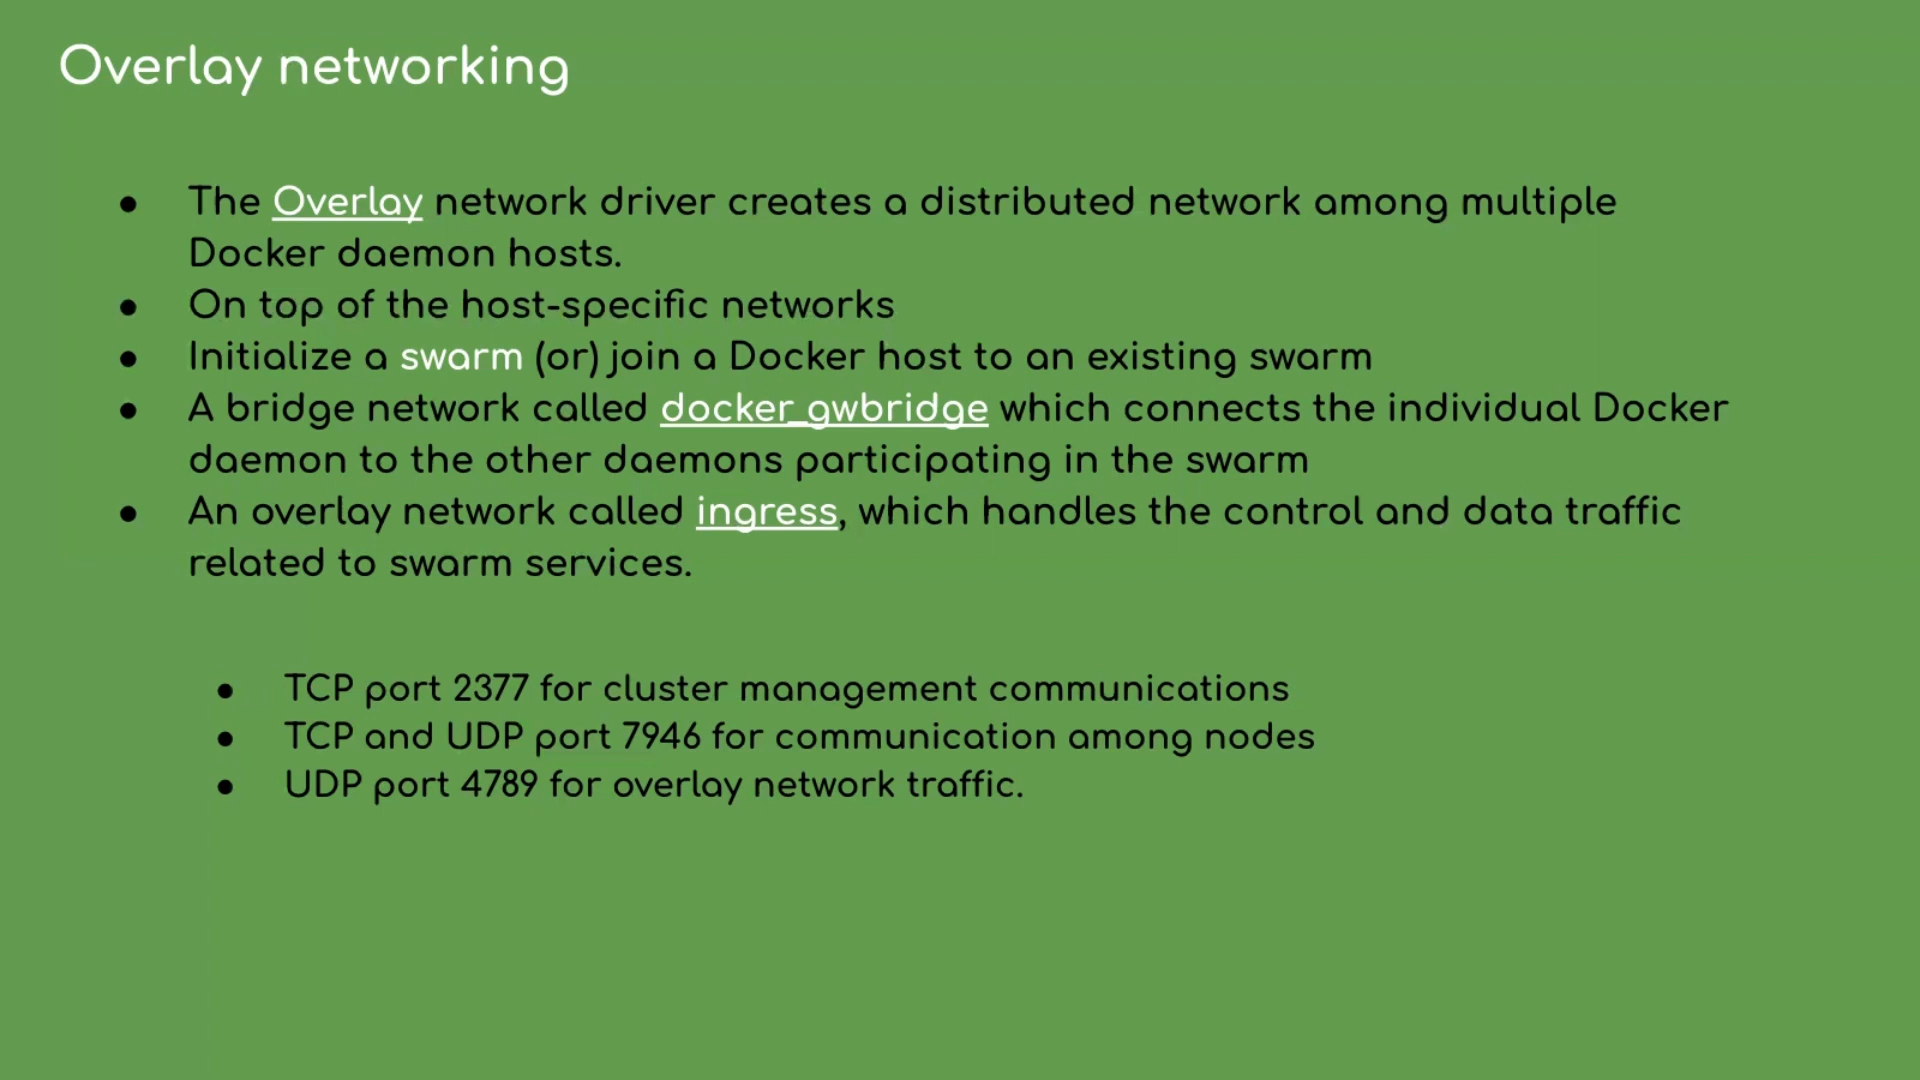 Overlay networking
● The Overlay network driver creates a distributed network among multiple
Docker daemon hosts.
● On top of the host-specific networks
● Initialize a swarm (or) join a Docker host to an existing swarm
● A bridge network called docker_gwbridge which connects the individual Docker
daemon to the other daemons participating in the swarm
● An overlay network called ingress, which handles the control and data traffic
related to swarm services.
● TCP port 2377 for cluster management communications
● TCP and UDP port 7946 for communication among nodes
● UDP port 4789 for overlay network traffic.